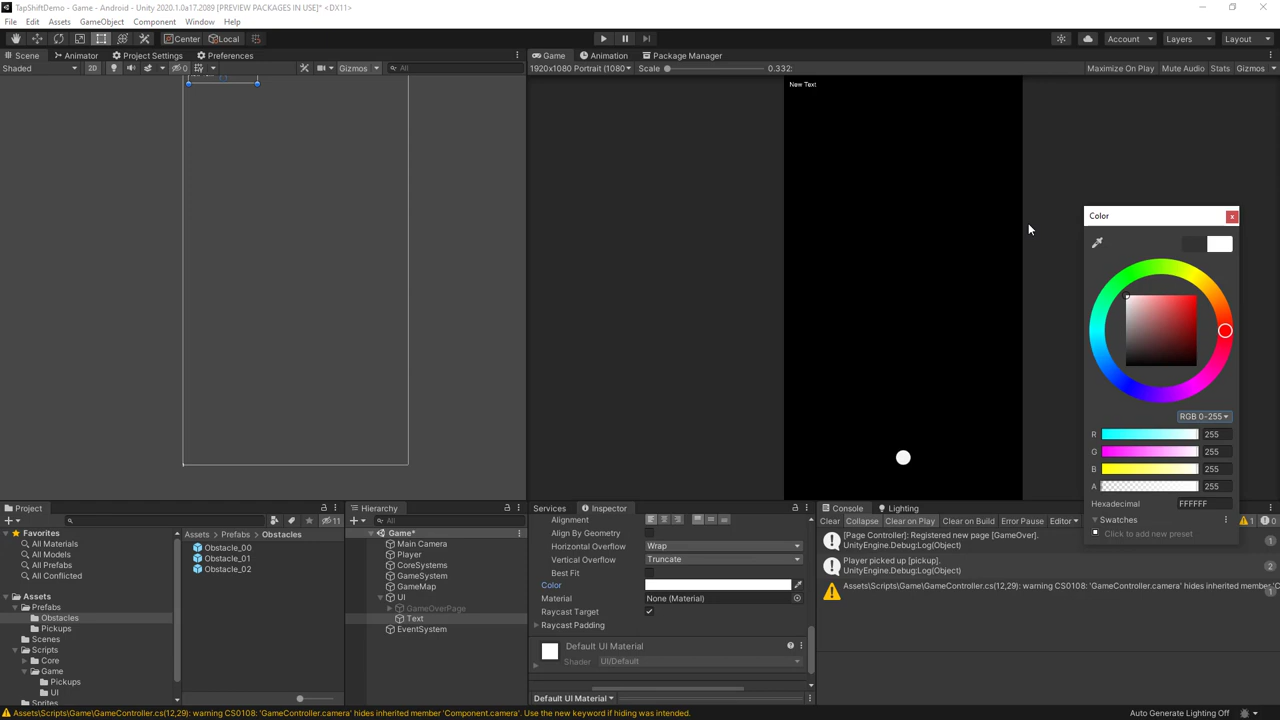 TapShiftDemo - Game - Android - Unity 2020.1.0a17.2089 [PREVIEW PACKAGES IN USE]* <DX11>
File Edit Assets GameObject Component Window Help
Center Local Account Layers Layout
Scene Animator Project Settings Preferences Game Animation Package Manager
Shaded 2D 0 Gizmos All 1920x1080 Portrait (1080 Scale 0.332: Maximize On Play Mute Audio Stats Gizmos
New Text
Color
RGB 0-255
R 255
G 255
B 255
A 255
Hexadecimal FFFFFF
Swatches
Click to add new preset
Project Hierarchy Services Inspector Console Lighting
11 All Clear Collapse Clear on Play Clear on Build Error Pause Editor 1 0
Favorites
All Materials
All Models
All Prefabs
All Conflicted
Assets
Prefabs
Obstacles
Pickups
Scenes
Scripts
Core
Game
Pickups
UI
Sprites
Assets > Prefabs > Obstacles
Obstacle_00
Obstacle_01
Obstacle_02
Game*
Main Camera
Player
CoreSystems
GameSystem
GameMap
UI
GameOverPage
Text
EventSystem
Alignment
Align By Geometry
Horizontal Overflow Wrap
Vertical Overflow Truncate
Best Fit
Color
Material None (Material)
Raycast Target
Raycast Padding
Default UI Material
Shader UI/Default
Default UI Material
[Page Controller]: Registered new page [GameOver].
UnityEngine.Debug:Log(Object)
1
Player picked up [pickup].
UnityEngine.Debug:Log(Object)
2
Assets\Scripts\Game\GameController.cs(12,29): warning CS0108: 'GameController.camera' hides inherited member 'C
1
Assets\Scripts\Game\GameController.cs(12,29): warning CS0108: 'GameController.camera' hides inherited member 'Component.camera'. Use the new keyword if hiding was intended.
Auto Generate Lighting Off